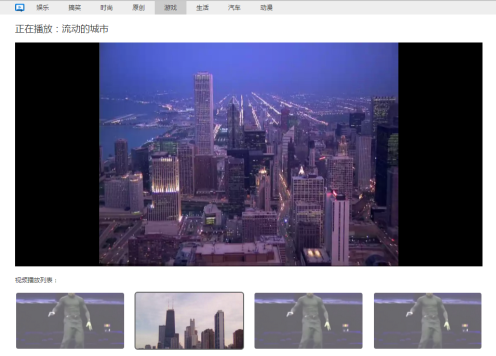 娱乐 搞笑 时尚 原创 游戏 生活 汽车 动漫
正在播放：流动的城市
视频播放列表：